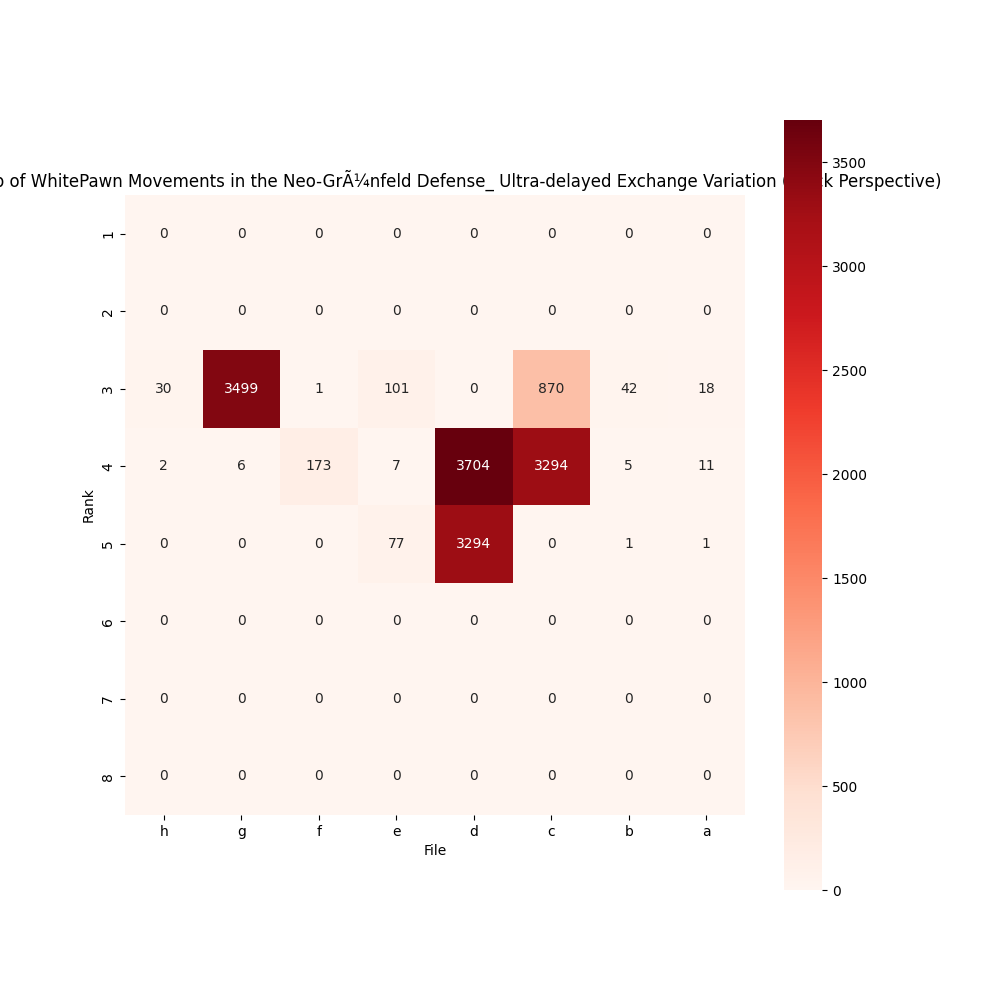 of WhitePawn Movements in the Neo-GrÃ¼nfeld Defense_ Ultra-delayed Exchange Variation ( Perspective)
1 0 0 0 0 0 0 0 0
2 0 0 0 0 0 0 0 0
3 30 3499 1 101 0 870 42 18
4 2 6 173 7 3704 3294 5 11
5 0 0 0 77 3294 0 1 1
6 0 0 0 0 0 0 0 0
7 0 0 0 0 0 0 0 0
8 0 0 0 0 0 0 0 0
h g f e d c b a
File
Rank
3500
3000
2500
2000
1500
1000
500
0